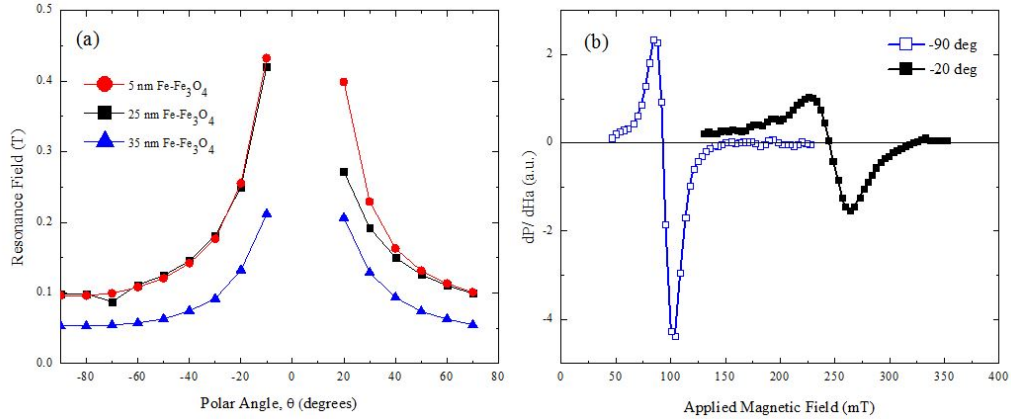 (a)
5 nm Fe-Fe3O4
25 nm Fe-Fe3O4
35 nm Fe-Fe3O4
Resonance Field (T)
0.5
0.4
0.3
0.2
0.1
0.0
-80 -60 -40 -20 0 20 40 60 80
Polar Angle, θ (degrees)
(b)
-90 deg
-20 deg
dP/ dHa (a.u.)
2
0
-2
-4
0 50 100 150 200 250 300 350 400
Applied Magnetic Field (mT)